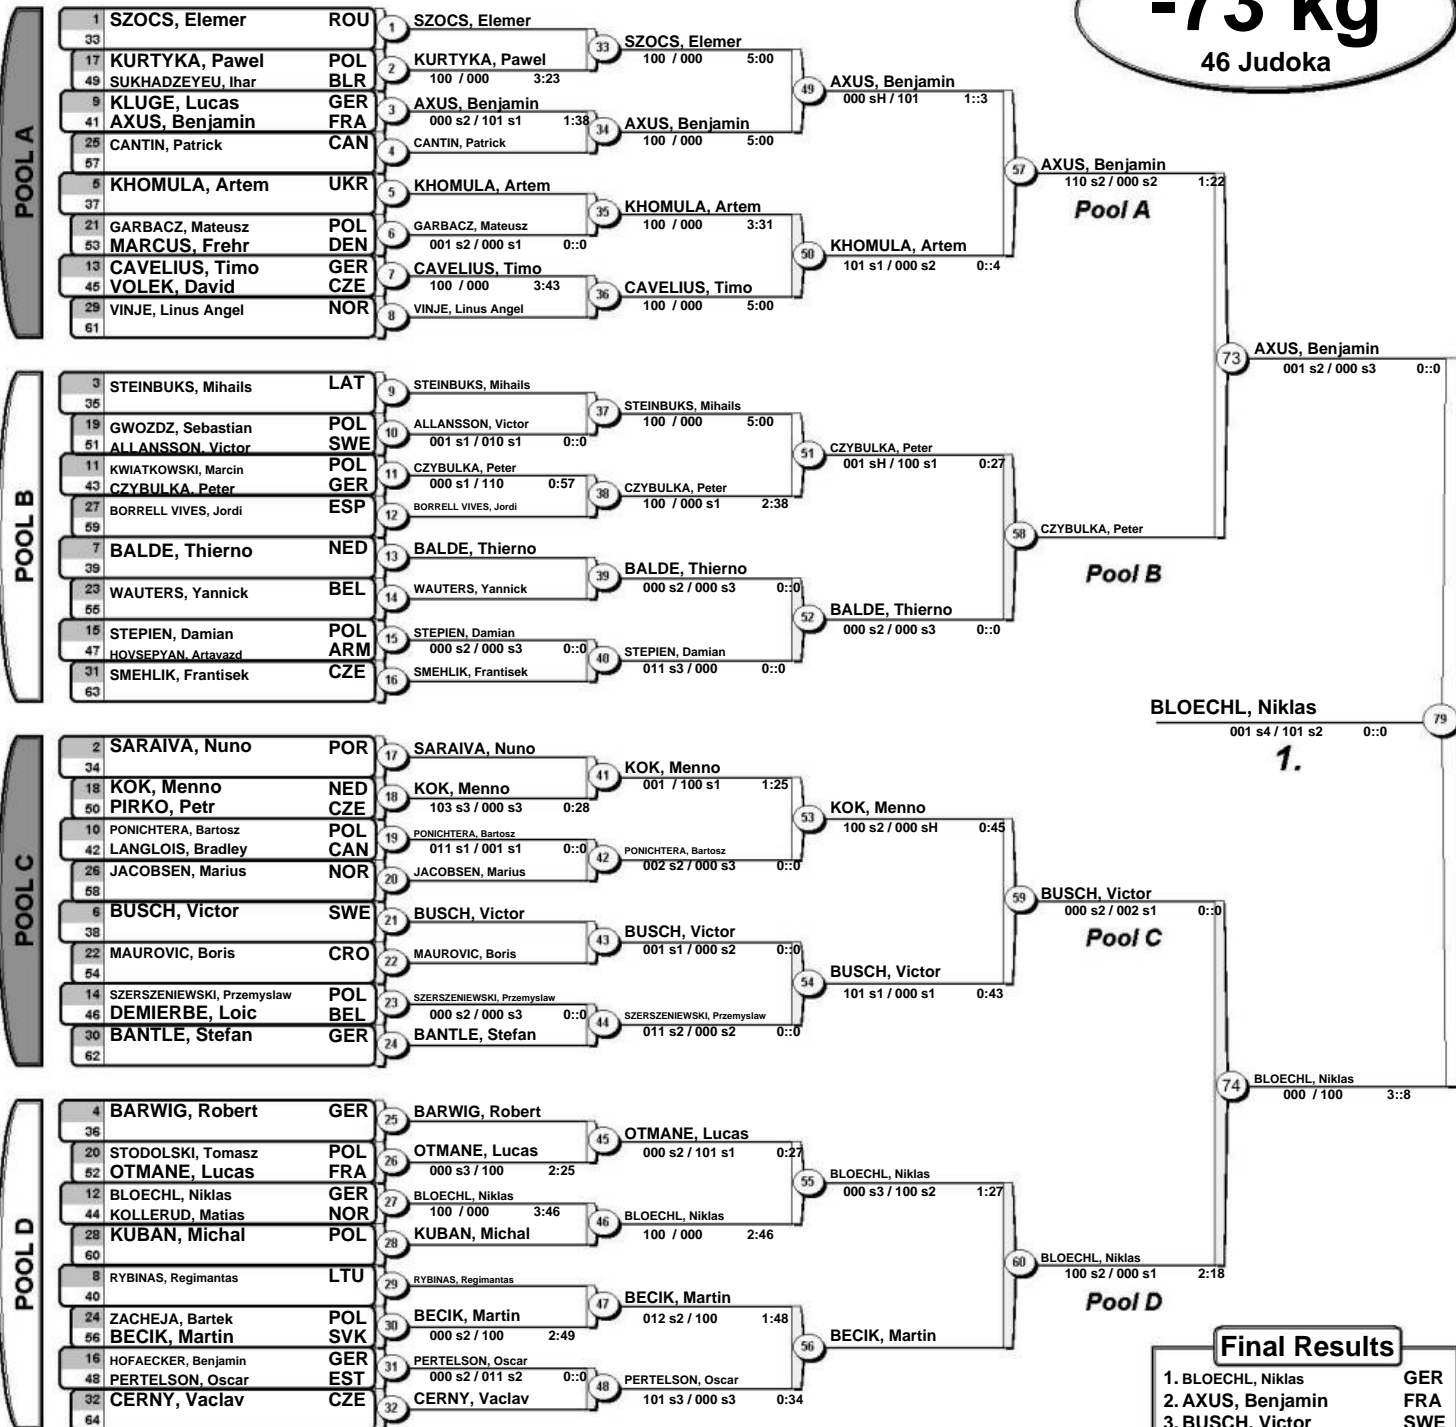 -73 kg
46 Judoka
POOL A
1 SZOCS, Elemer ROU
33
17 KURTYKA, Pawel POL
49 SUKHADZEYEU, Ihar BLR
9 KLUGE, Lucas GER
41 AXUS, Benjamin FRA
25 CANTIN, Patrick CAN
57
5 KHOMULA, Artem UKR
37
21 GARBACZ, Mateusz POL
53 MARCUS, Frehr DEN
13 CAVELIUS, Timo GER
45 VOLEK, David CZE
29 VINJE, Linus Angel NOR
61
1 SZOCS, Elemer
2 KURTYKA, Pawel
100 / 000 3:23
3 AXUS, Benjamin
000 s2 / 101 s1 1:38
4 CANTIN, Patrick
5 KHOMULA, Artem
6 GARBACZ, Mateusz
001 s2 / 000 s1 0::0
7 CAVELIUS, Timo
100 / 000 3:43
8 VINJE, Linus Angel
33 SZOCS, Elemer
100 / 000 5:00
34 AXUS, Benjamin
100 / 000 5:00
35 KHOMULA, Artem
100 / 000 3:31
36 CAVELIUS, Timo
100 / 000 5:00
49 AXUS, Benjamin
000 sH / 101 1::3
50 KHOMULA, Artem
101 s1 / 000 s2 0::4
57 AXUS, Benjamin
110 s2 / 000 s2 1:22
Pool A
POOL B
3 STEINBUKS, Mihails LAT
35
19 GWOZDZ, Sebastian POL
51 ALLANSSON, Victor SWE
11 KWIATKOWSKI, Marcin POL
43 CZYBULKA, Peter GER
27 BORRELL VIVES, Jordi ESP
59
7 BALDE, Thierno NED
39
23 WAUTERS, Yannick BEL
55
15 STEPIEN, Damian POL
47 HOVSEPYAN, Artavazd ARM
31 SMEHLIK, Frantisek CZE
63
9 STEINBUKS, Mihails
10 ALLANSSON, Victor
001 s1 / 010 s1 0::0
11 CZYBULKA, Peter
000 s1 / 110 0:57
12 BORRELL VIVES, Jordi
13 BALDE, Thierno
14 WAUTERS, Yannick
15 STEPIEN, Damian
000 s2 / 000 s3 0::0
16 SMEHLIK, Frantisek
37 STEINBUKS, Mihails
100 / 000 5:00
38 CZYBULKA, Peter
100 / 000 s1 2:38
39 BALDE, Thierno
000 s2 / 000 s3 0::0
40 STEPIEN, Damian
011 s3 / 000 0::0
51 CZYBULKA, Peter
001 sH / 100 s1 0:27
52 BALDE, Thierno
000 s2 / 000 s3 0::0
58 CZYBULKA, Peter
Pool B
73 AXUS, Benjamin
001 s2 / 000 s3 0::0
BLOECHL, Niklas 79
001 s4 / 101 s2 0::0
1.
POOL C
2 SARAIVA, Nuno POR
34
18 KOK, Menno NED
50 PIRKO, Petr CZE
10 PONICHTERA, Bartosz POL
42 LANGLOIS, Bradley CAN
26 JACOBSEN, Marius NOR
58
6 BUSCH, Victor SWE
38
22 MAUROVIC, Boris CRO
54
14 SZERSZENIEWSKI, Przemyslaw POL
46 DEMIERBE, Loic BEL
30 BANTLE, Stefan GER
62
17 SARAIVA, Nuno
18 KOK, Menno
103 s3 / 000 s3 0:28
19 PONICHTERA, Bartosz
011 s1 / 001 s1 0::0
20 JACOBSEN, Marius
21 BUSCH, Victor
22 MAUROVIC, Boris
23 SZERSZENIEWSKI, Przemyslaw
000 s2 / 000 s3 0::0
24 BANTLE, Stefan
41 KOK, Menno
001 / 100 s1 1:25
42 PONICHTERA, Bartosz
002 s2 / 000 s3 0::0
43 BUSCH, Victor
001 s1 / 000 s2 0::0
44 SZERSZENIEWSKI, Przemyslaw
011 s2 / 000 s2 0::0
53 KOK, Menno
100 s2 / 000 sH 0:45
54 BUSCH, Victor
101 s1 / 000 s1 0:43
59 BUSCH, Victor
000 s2 / 002 s1 0::0
Pool C
POOL D
4 BARWIG, Robert GER
36
20 STODOLSKI, Tomasz POL
52 OTMANE, Lucas FRA
12 BLOECHL, Niklas GER
44 KOLLERUD, Matias NOR
28 KUBAN, Michal POL
60
8 RYBINAS, Regimantas LTU
40
24 ZACHEJA, Bartek POL
56 BECIK, Martin SVK
16 HOFAECKER, Benjamin GER
48 PERTELSON, Oscar EST
32 CERNY, Vaclav CZE
64
25 BARWIG, Robert
26 OTMANE, Lucas
000 s3 / 100 2:25
27 BLOECHL, Niklas
100 / 000 3:46
28 KUBAN, Michal
29 RYBINAS, Regimantas
30 BECIK, Martin
000 s2 / 100 2:49
31 PERTELSON, Oscar
000 s2 / 011 s2 0::0
32 CERNY, Vaclav
45 OTMANE, Lucas
000 s2 / 101 s1 0:27
46 BLOECHL, Niklas
100 / 000 2:46
47 BECIK, Martin
012 s2 / 100 1:48
48 PERTELSON, Oscar
101 s3 / 000 s3 0:34
55 BLOECHL, Niklas
000 s3 / 100 s2 1:27
56 BECIK, Martin
60 BLOECHL, Niklas
100 s2 / 000 s1 2:18
Pool D
74 BLOECHL, Niklas
000 / 100 3::8
Final Results
1. BLOECHL, Niklas GER
2. AXUS, Benjamin FRA
3. BUSCH, Victor SWE